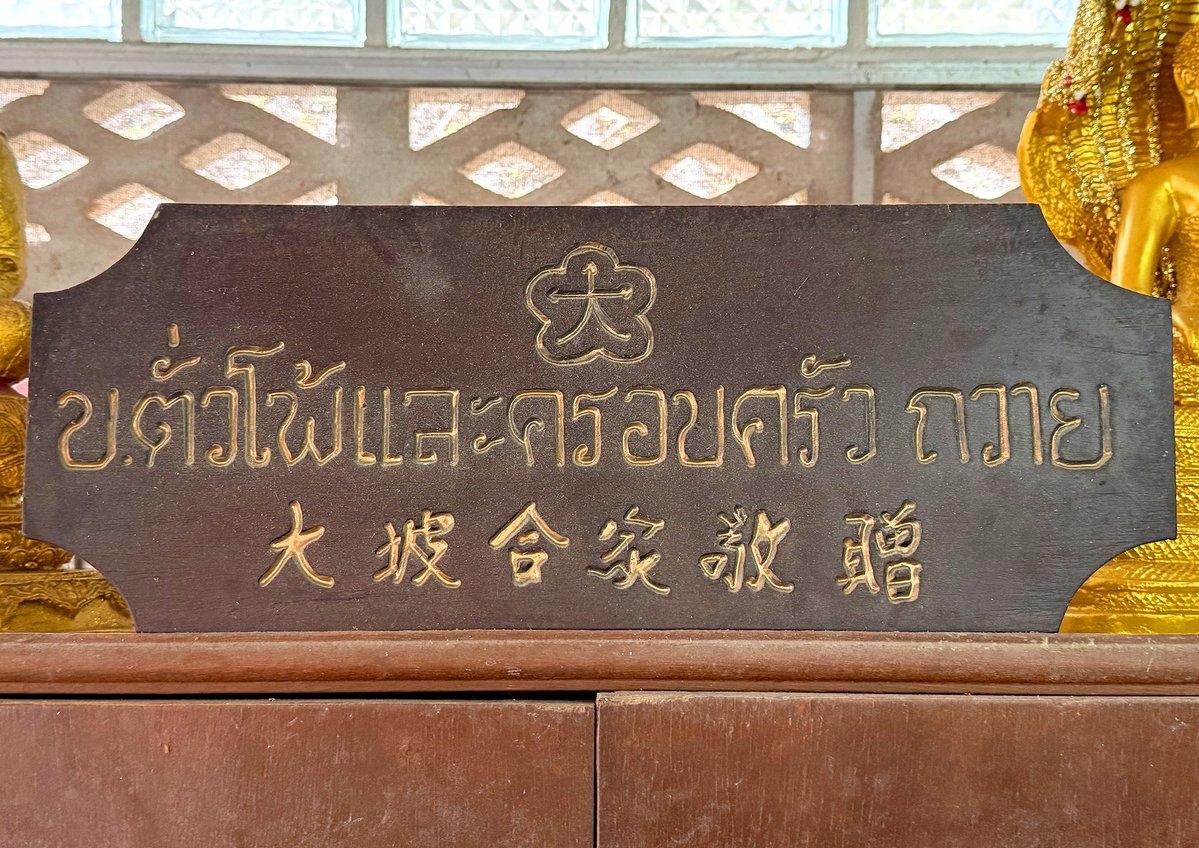 大
ข.ตั่วโพ้และครอบครัว ถวาย
大坡合家敬贈